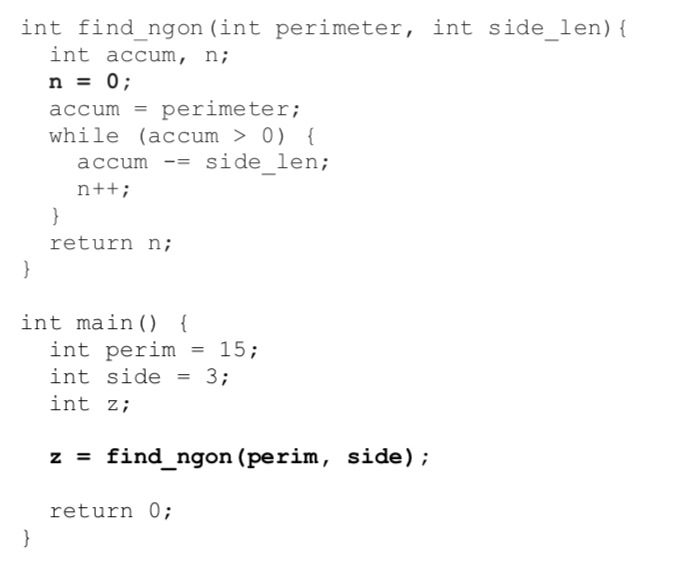 int find_ngon(int perimeter, int side_len){
  int accum, n;
  n = 0;
  accum = perimeter;
  while (accum > 0) {
    accum -= side_len;
    n++;
  }
  return n;
}

int main() {
  int perim = 15;
  int side = 3;
  int z;

  z = find_ngon(perim, side);

  return 0;
}